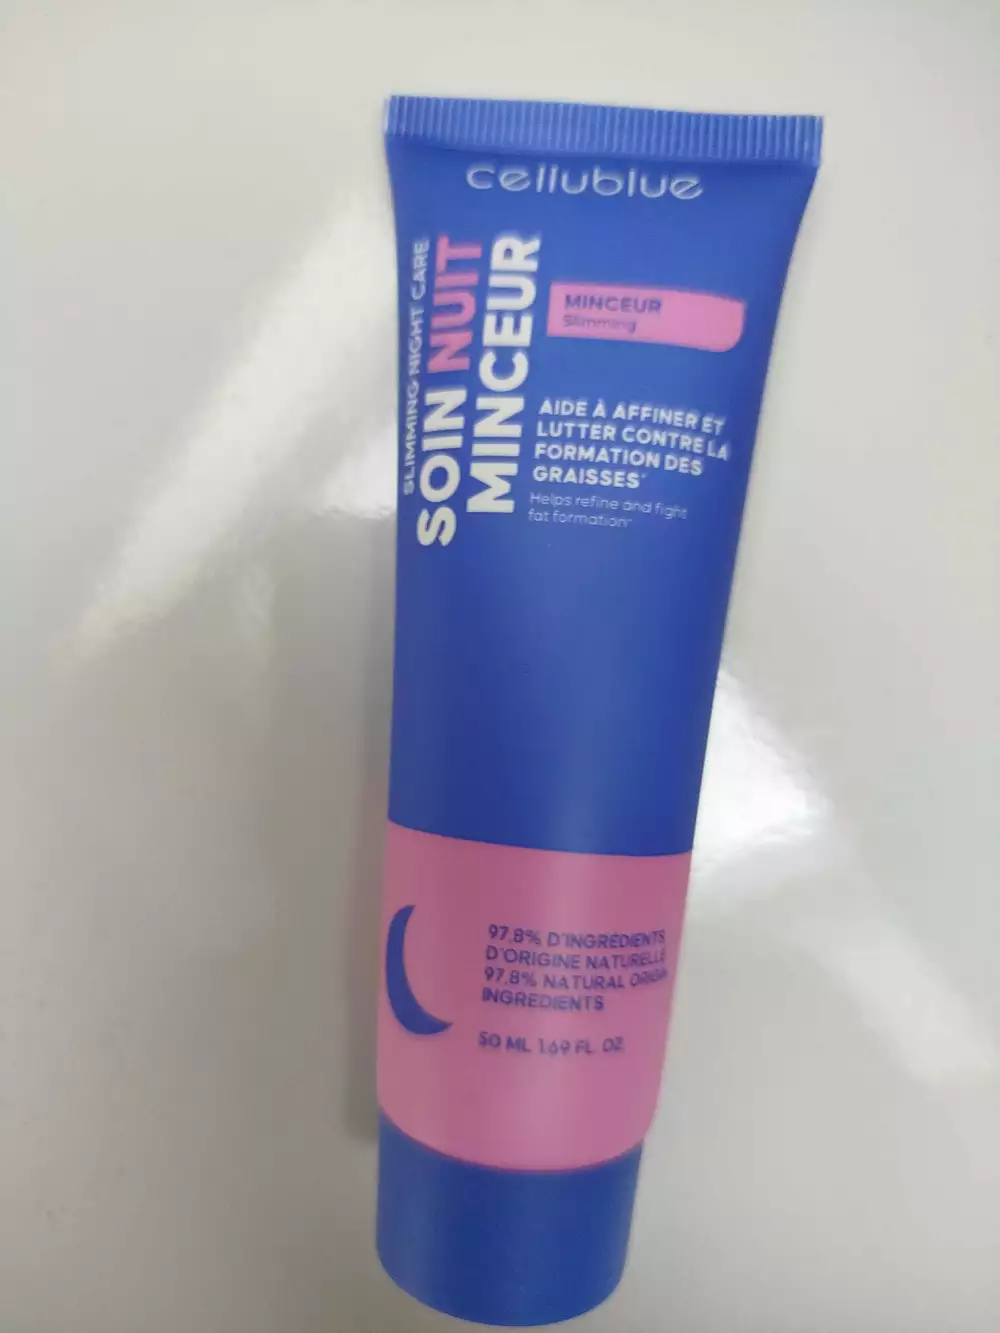 cellublue
SLIMMING NIGHT CARE
SOIN NUIT
MINCEUR
MINCEUR
Slimming
AIDE À AFFINER ET
LUTTER CONTRE LA
FORMATION DES
GRAISSES*
Helps refine and fight
fat formation*
97,8% D'INGRÉDIENTS
D'ORIGINE NATURELLE
97,8% NATURAL ORIGIN
INGREDIENTS
50 ML 1.69 FL. OZ.